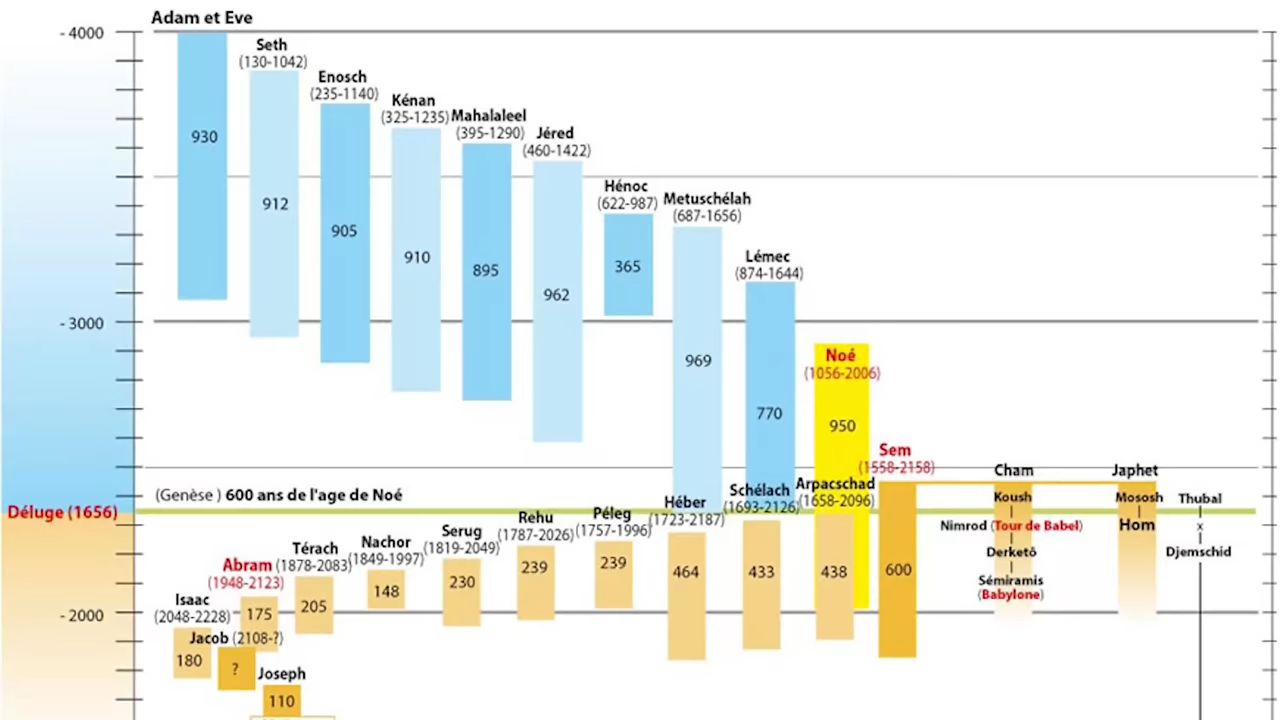 Adam et Eve
- 4000
Seth
(130-1042)
Enosch
(235-1140)
Kénan
(325-1235)
Mahalaleel
(395-1290)
Jéred
(460-1422)
930
Hénoc
(622-987)
Metuschélah
(687-1656)
912
905
910
895
962
365
Lémec
(874-1644)
- 3000
969
770
Noé
(1056-2006)
950
Sem
(1558-2158)
Cham
Japhet
(Genèse ) 600 ans de l'age de Noé
Déluge (1656)
Héber
(1723-2187)
Schélach
(1693-2126)
Arpacschad
(1658-2096)
Koush
Mososh
Thubal
Nimrod (Tour de Babel)
Hom
x
Derketô
Djemschid
Sémiramis
(Babylone)
Abram
(1948-2123)
Térach
(1878-2083)
Nachor
(1849-1997)
Serug
(1819-2049)
Rehu
(1787-2026)
Péleg
(1757-1996)
239
239
230
148
205
175
464
433
438
600
Isaac
(2048-2228)
- 2000
Jacob (2108-?)
180
?
Joseph
110